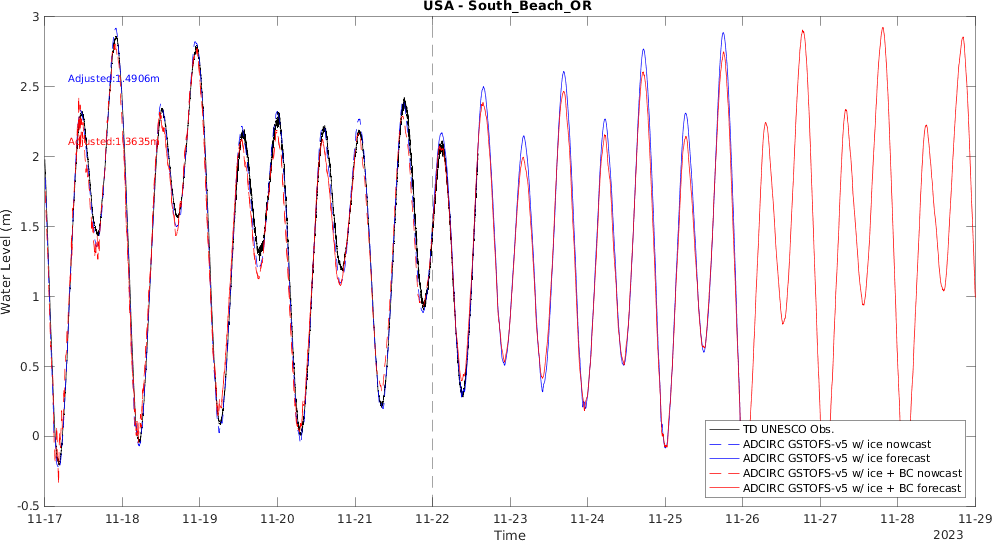 USA - South_Beach_OR
3
2.5
2
1.5
1
0.5
0
-0.5
Water Level (m)
Adjusted:1.4906m
Adjusted:1.3635m
TD UNESCO Obs.
ADCIRC GSTOFS-v5 w/ ice nowcast
ADCIRC GSTOFS-v5 w/ ice forecast
ADCIRC GSTOFS-v5 w/ ice + BC nowcast
ADCIRC GSTOFS-v5 w/ ice + BC forecast
11-17 11-18 11-19 11-20 11-21 11-22 11-23 11-24 11-25 11-26 11-27 11-28 11-29
Time
2023